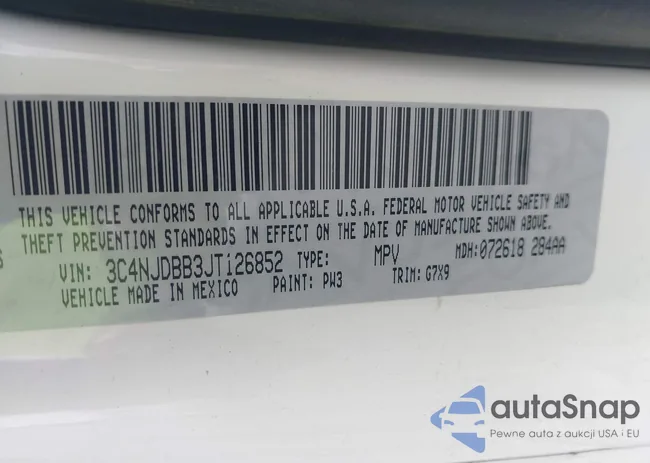 THIS VEHICLE CONFORMS TO ALL APPLICABLE U.S.A. FEDERAL MOTOR VEHICLE SAFETY AND
THEFT PREVENTION STANDARDS IN EFFECT ON THE DATE OF MANUFACTURE SHOWN ABOVE.
VIN: 3C4NJDBB3JT126852 TYPE: MPV MDH:072618 284AA
VEHICLE MADE IN MEXICO PAINT: PW3 TRIM: G7X9
autaSnap
Pewne auta z aukcji USA i EU